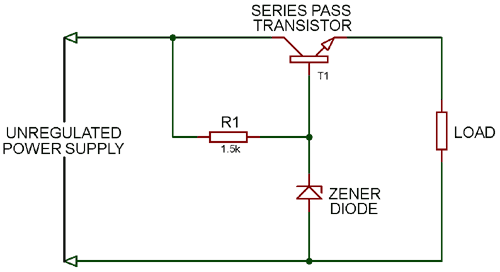 SERIES PASS
TRANSISTOR
T1
R1
1.5k
UNREGULATED
POWER SUPPLY
LOAD
ZENER
DIODE